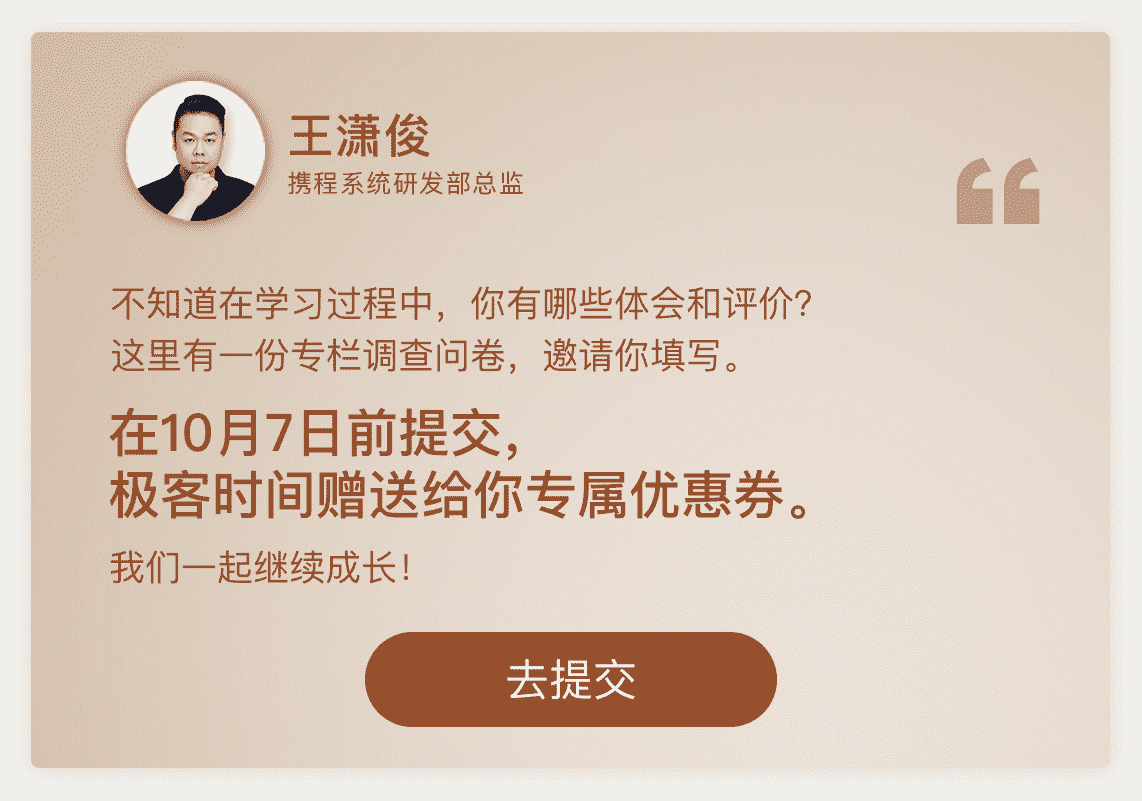 王潇俊
携程系统研发部总监
不知道在学习过程中，你有哪些体会和评价？
这里有一份专栏调查问卷，邀请你填写。
在10月7日前提交，
极客时间赠送给你专属优惠券。
我们一起继续成长！
去提交